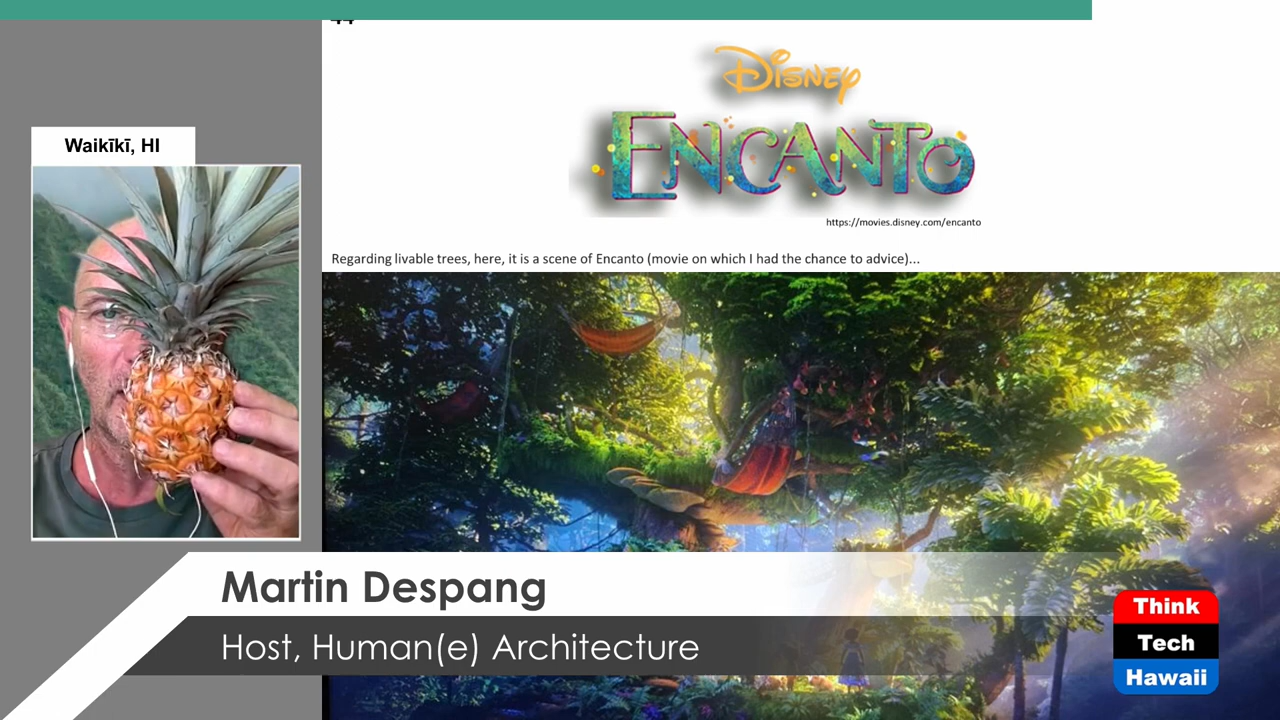 44
Disney
ENCANTO
https://movies.disney.com/encanto
Waikīkī, HI
Regarding livable trees, here, it is a scene of Encanto (movie on which I had the chance to advice)...
Martin Despang
Host, Human(e) Architecture
Think
Tech
Hawaii